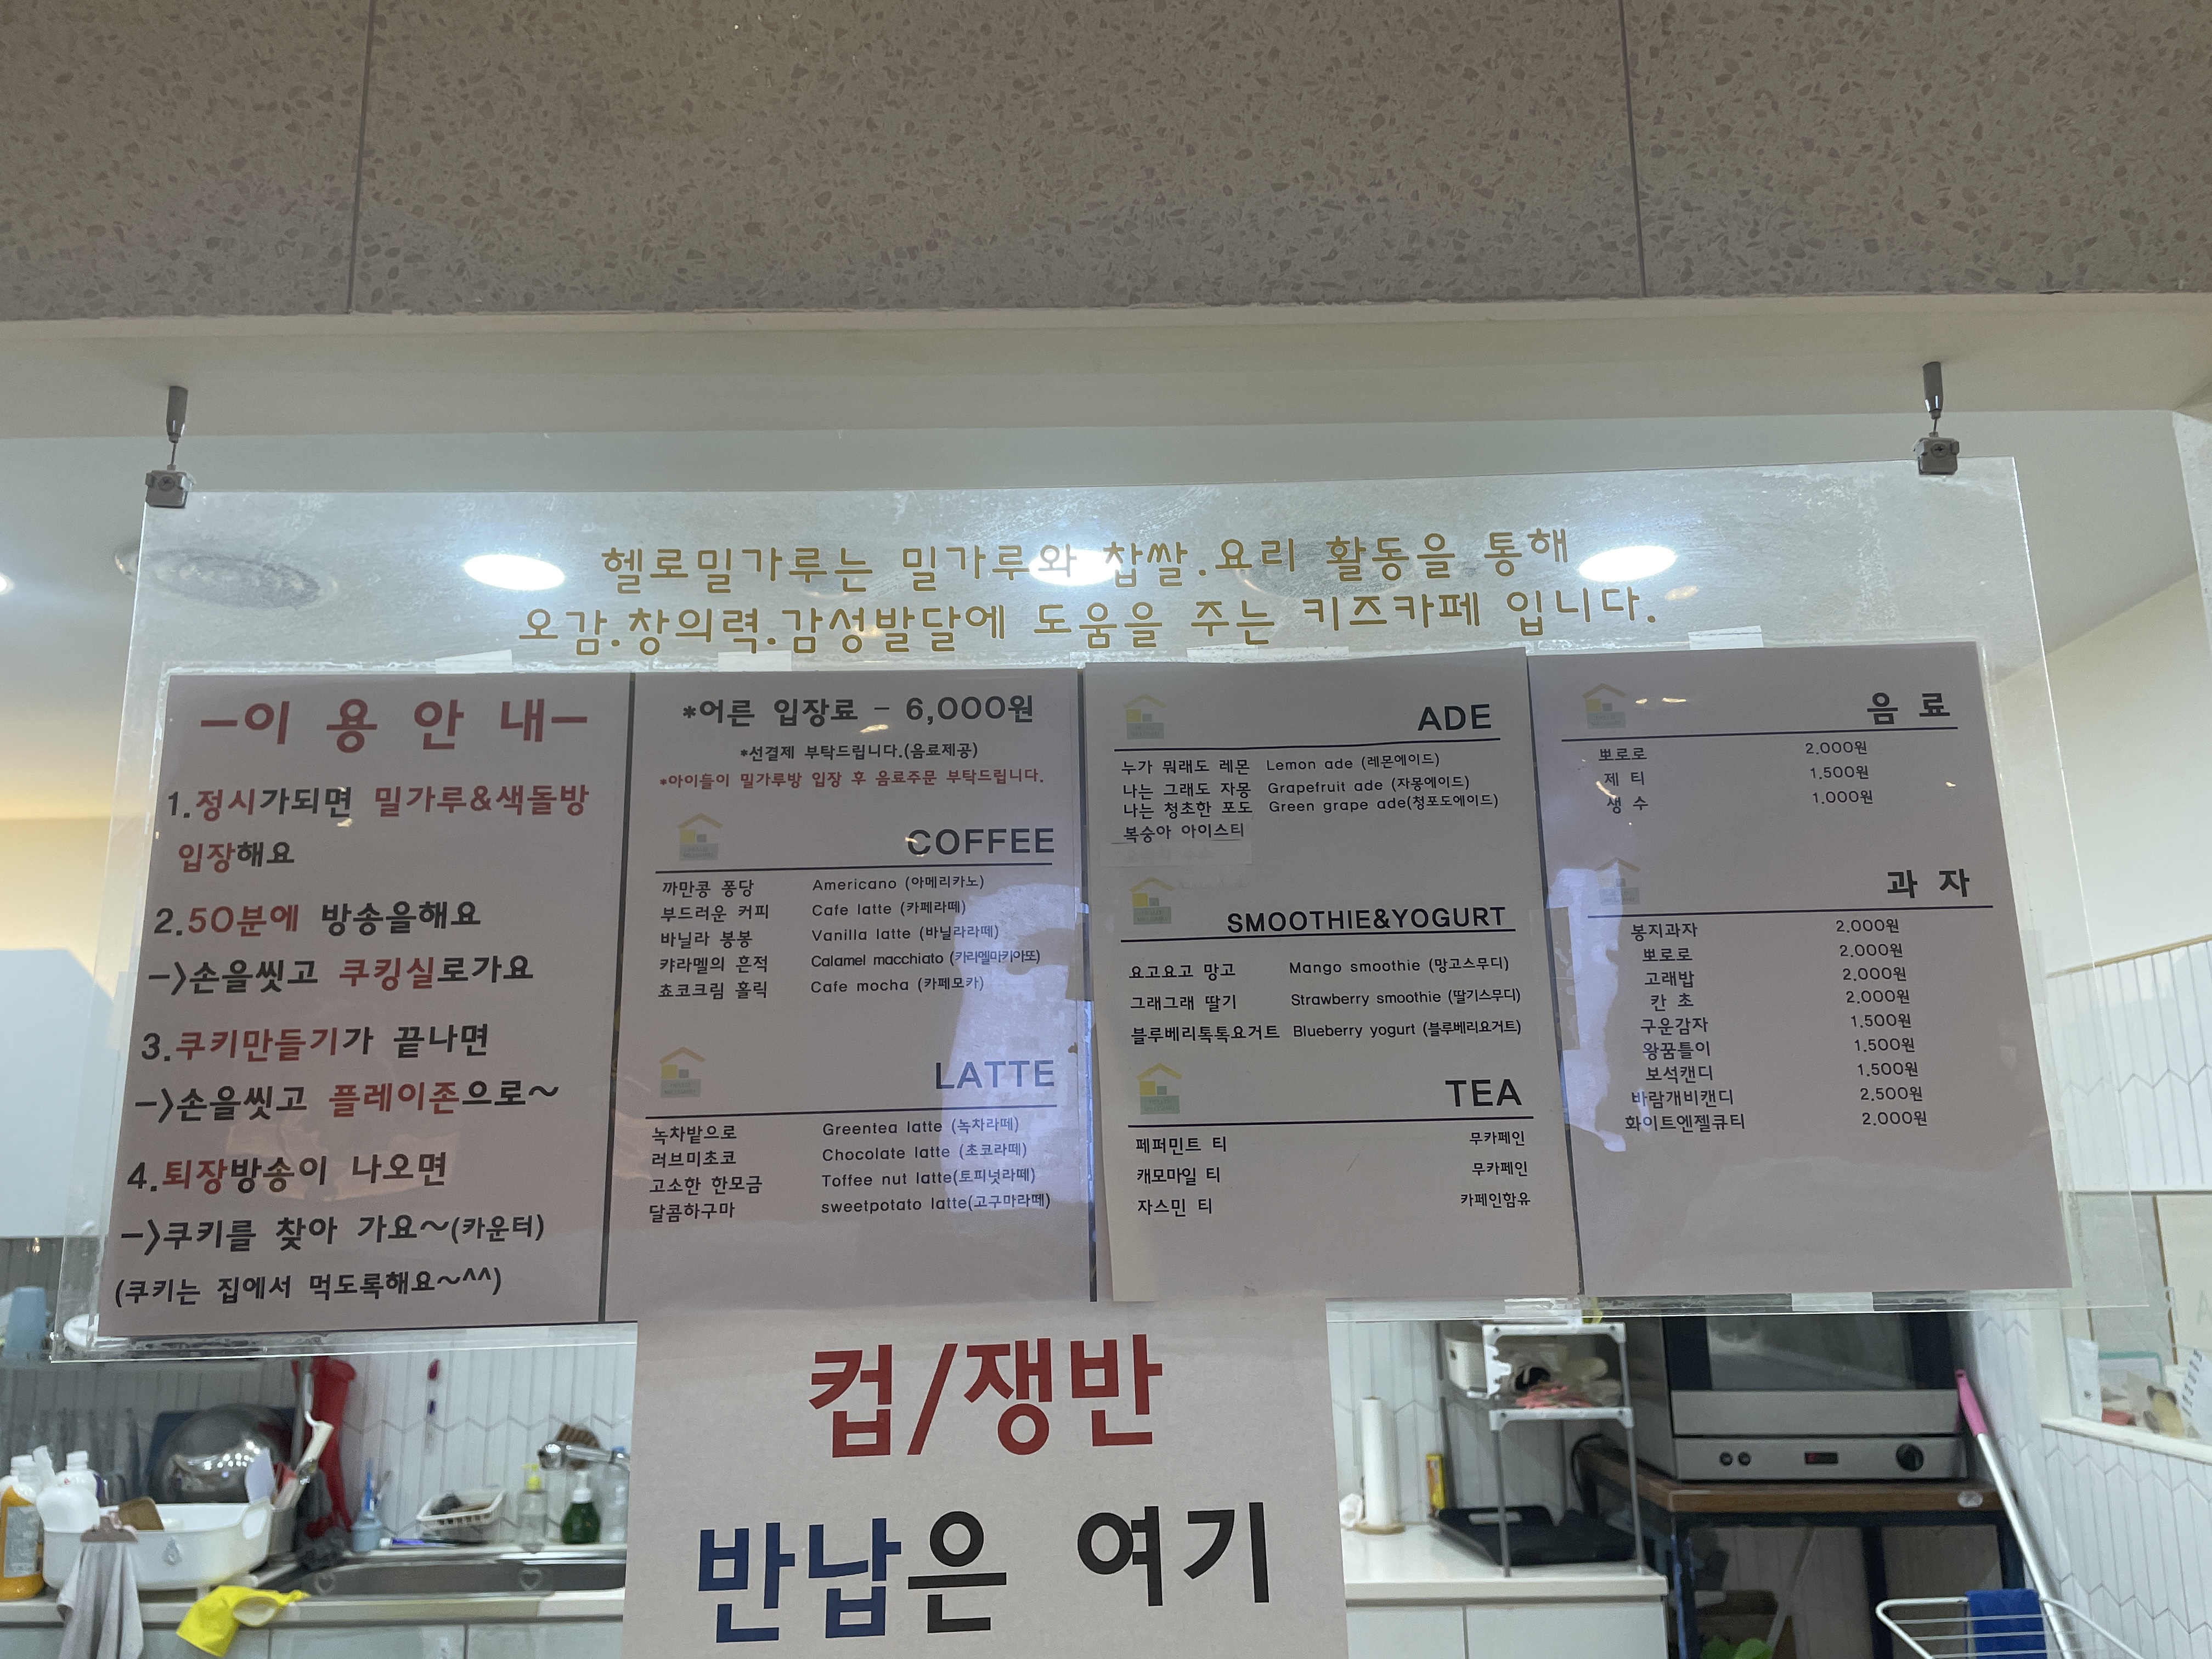 헬로밀가루는 밀가루와 찹쌀.요리 활동을 통해
오감.창의력.감성발달에 도움을 주는 키즈카페 입니다.
-이 용 안 내-
1.정시가되면 밀가루&색돌방
입장해요
2.50분에 방송을해요
->손을씻고 쿠킹실로가요
3.쿠키만들기가 끝나면
->손을씻고 플레이존으로~
4.퇴장방송이 나오면
->쿠키를 찾아 가요~(카운터)
(쿠키는 집에서 먹도록해요~^^)
*어른 입장료 - 6,000원
*선결제 부탁드립니다.(음료제공)
*아이들이 밀가루방 입장 후 음료주문 부탁드립니다.
COFFEE
까만콩 퐁당 Americano (아메리카노)
부드러운 커피 Cafe latte (카페라떼)
바닐라 봉봉 Vanilla latte (바닐라라떼)
캬라멜의 흔적 Calamel macchiato (카라멜마키아또)
쵸코크림 홀릭 Cafe mocha (카페모카)
LATTE
녹차밭으로 Greentea latte (녹차라떼)
러브미초코 Chocolate latte (초코라떼)
고소한 한모금 Toffee nut latte(토피넛라떼)
달콤하구마 sweetpotato latte(고구마라떼)
ADE
누가 뭐래도 레몬 Lemon ade (레몬에이드)
나는 그래도 자몽 Grapefruit ade (자몽에이드)
나는 청초한 포도 Green grape ade(청포도에이드)
복숭아 아이스티
SMOOTHIE&YOGURT
요고요고 망고 Mango smoothie (망고스무디)
그래그래 딸기 Strawberry smoothie (딸기스무디)
블루베리톡톡요거트 Blueberry yogurt (블루베리요거트)
TEA
페퍼민트 티 무카페인
캐모마일 티 무카페인
자스민 티 카페인함유
음 료
뽀로로 2.000원
제 티 1.500원
생 수 1.000원
과 자
봉지과자 2.000원
뽀로로 2.000원
고래밥 2.000원
칸 초 2.000원
구운감자 1.500원
왕꿈틀이 1.500원
보석캔디 1.500원
바람개비캔디 2.500원
화이트엔젤큐티 2.000원
컵/쟁반
반납은 여기